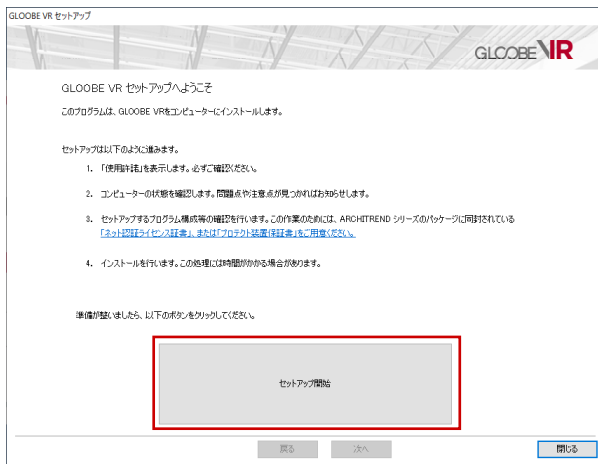 GLOOBE VR セットアップ
GLOOBE VR
GLOOBE VR セットアップへようこそ
このプログラムは、GLOOBE VRをコンピューターにインストールします。
セットアップは以下のように進みます。
1. 「使用許諾」を表示します。必ずご確認ください。
2. コンピューターの状態を確認します。問題点や注意点が見つかればお知らせします。
3. セットアップするプログラム構成等の確認を行います。この作業のためには、ARCHITREND シリーズのパッケージに同封されている
「ネット認証ライセンス証書」、または「プロテクト装置保証書」をご用意ください。
4. インストールを行います。この処理には時間がかかる場合があります。
準備が整いましたら、以下のボタンをクリックしてください。
セットアップ開始
戻る 次へ 閉じる